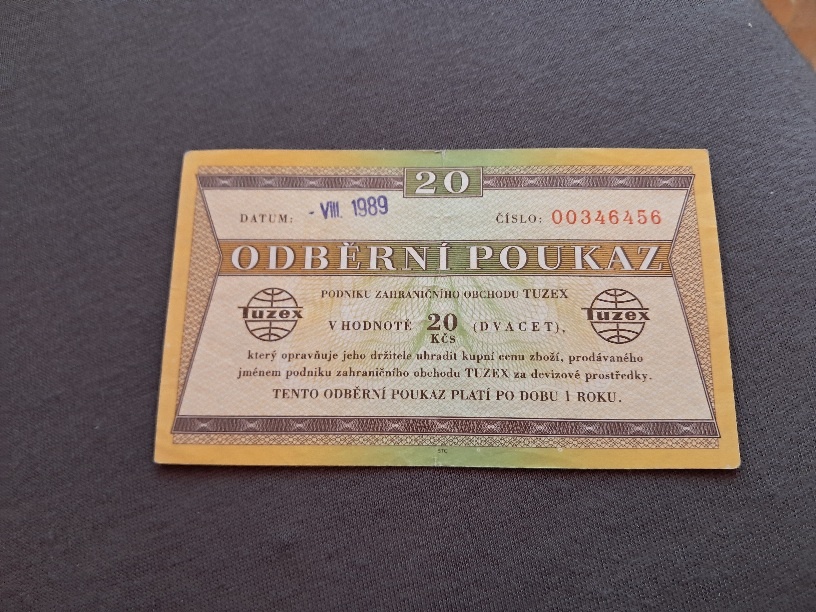 20
DATUM: - VIII. 1989 ČÍSLO: 00346456
ODBĚRNÍ POUKAZ
PODNIKU ZAHRANIČNÍHO OBCHODU TUZEX
Tuzex V HODNOTĚ 20 KČS (DVACET), Tuzex
který opravňuje jeho držitele uhradit kupní cenu zboží, prodávaného
jménem podniku zahraničního obchodu TUZEX za devizové prostředky.
TENTO ODBĚRNÍ POUKAZ PLATÍ PO DOBU 1 ROKU.